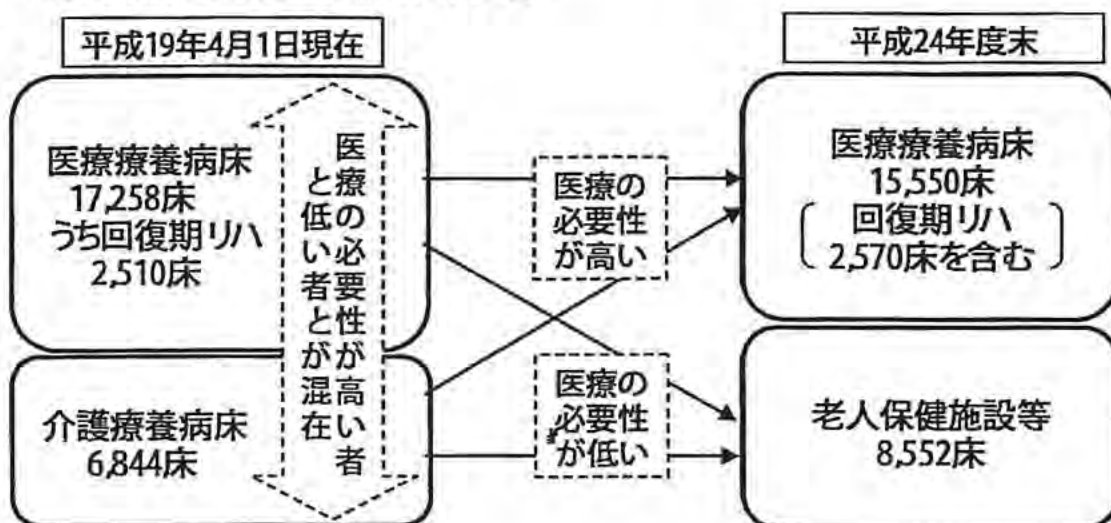 平成19年4月1日現在
医療療養病床
17,258床
うち回復期リハ
2,510床
介護療養病床
6,844床
医療の必要性が高い者
と低い者とが混在
医療の
必要性
が高い
医療の
必要性
が低い
平成24年度末
医療療養病床
15,550床
回復期リハ
2,570床を含む
老人保健施設等
8,552床